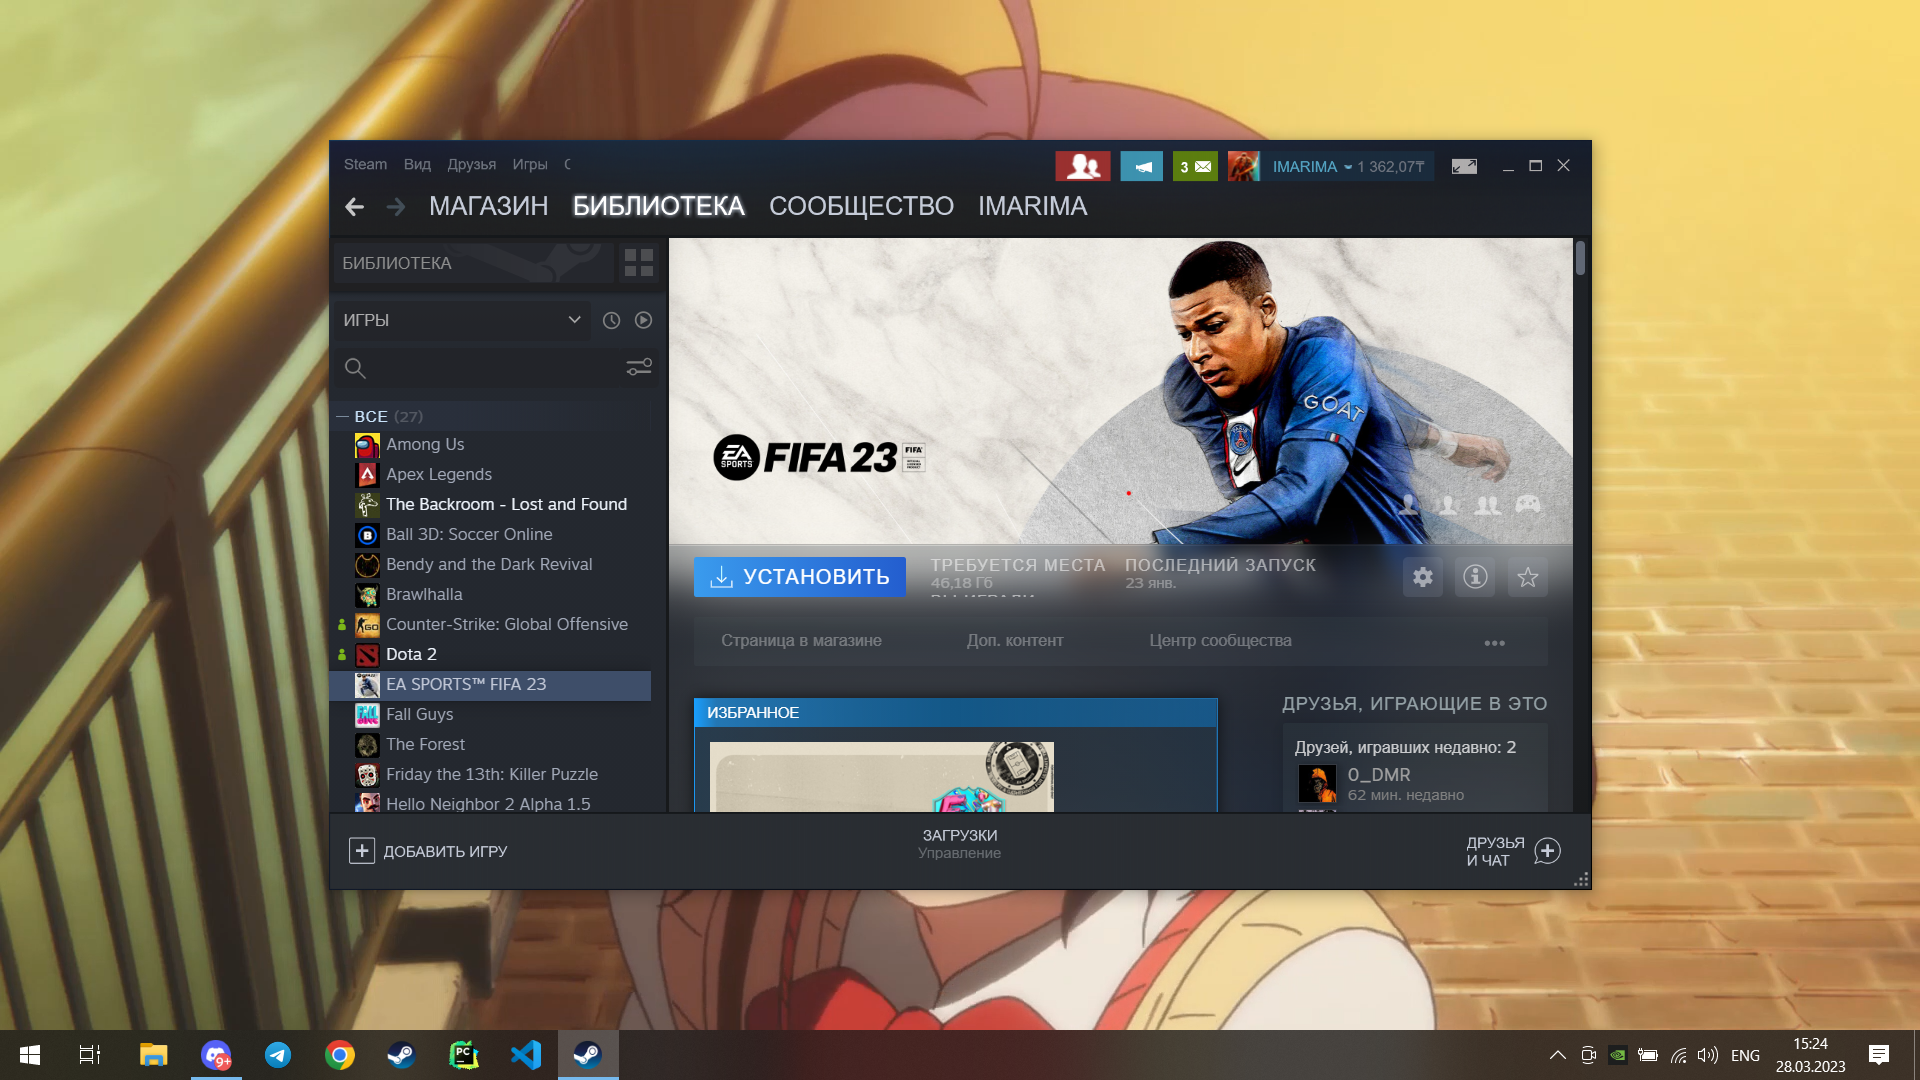 Steam Вид Друзья Игры С
3
IMARIMA 1 362,07₸
МАГАЗИН БИБЛИОТЕКА СООБЩЕСТВО IMARIMA
БИБЛИОТЕКА
ИГРЫ
ВСЕ (27)
Among Us
Apex Legends
The Backroom - Lost and Found
Ball 3D: Soccer Online
Bendy and the Dark Revival
Brawlhalla
Counter-Strike: Global Offensive
Dota 2
EA SPORTS™ FIFA 23
Fall Guys
The Forest
Friday the 13th: Killer Puzzle
Hello Neighbor 2 Alpha 1.5
GOAT
EA SPORTS FIFA 23 FIFA
УСТАНОВИТЬ
ТРЕБУЕТСЯ МЕСТА
46,18 Гб
ПОСЛЕДНИЙ ЗАПУСК
23 янв.
Страница в магазине Доп. контент Центр сообщества
ИЗБРАННОЕ
ДРУЗЬЯ, ИГРАЮЩИЕ В ЭТО
Друзей, игравших недавно: 2
O_DMR
62 мин. недавно
ДОБАВИТЬ ИГРУ
ЗАГРУЗКИ
Управление
ДРУЗЬЯ
И ЧАТ
9+
PC
ENG
15:24
28.03.2023